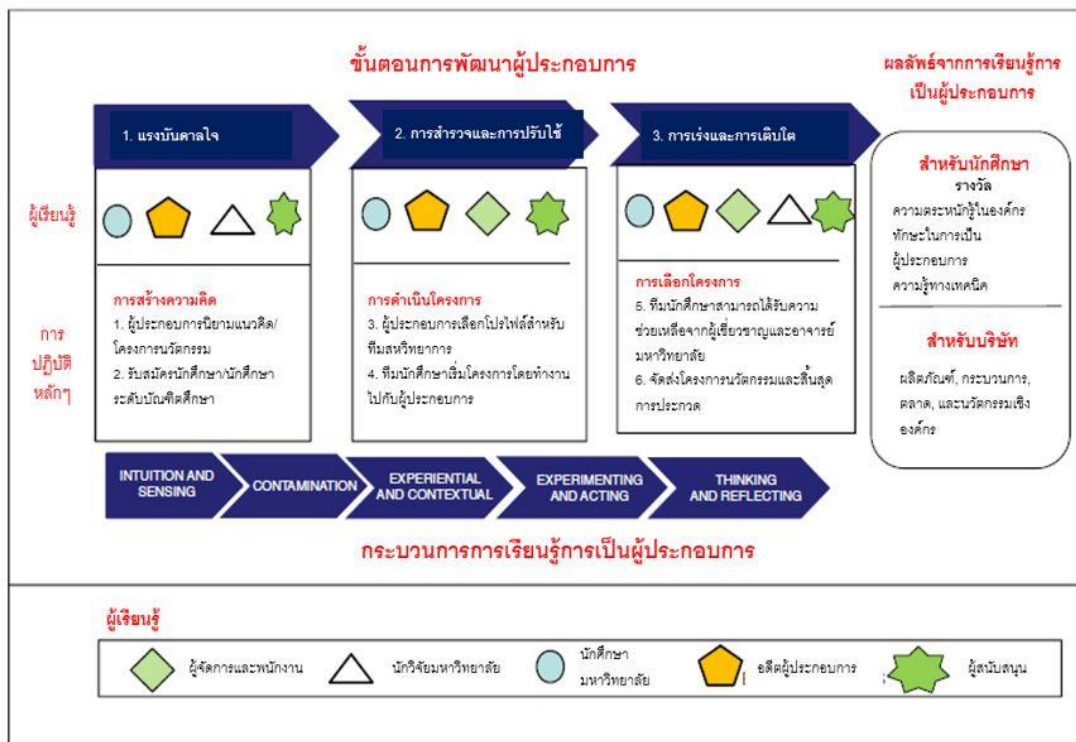 ขั้นตอนการพัฒนาผู้ประกอบการ
ผลลัพธ์จากการเรียนรู้การ
เป็นผู้ประกอบการ
1. แรงบันดาลใจ
2. การสำรวจและการปรับใช้
3. การเร่งและการเติบโต
ผู้เรียนรู้
การ
ปฏิบัติ
หลักๆ
การสร้างความคิด
1. ผู้ประกอบการนิยามแนวคิด/
โครงการนวัตกรรม
2. รับสมัครนักศึกษา/นักศึกษา
ระดับบัณฑิตศึกษา
การดำเนินโครงการ
3. ผู้ประกอบการเลือกโปรไฟล์สำหรับ
ทีมสหวิทยาการ
4. ทีมนักศึกษาเริ่มโครงการโดยทำงาน
ไปกับผู้ประกอบการ
การเลือกโครงการ
5. ทีมนักศึกษาสามารถได้รับความ
ช่วยเหลือจากผู้เชี่ยวชาญและอาจารย์
มหาวิทยาลัย
6. จัดส่งโครงการนวัตกรรมและสิ้นสุด
การประกวด
สำหรับนักศึกษา
รางวัล
ความตระหนักรู้ในองค์กร
ทักษะในการเป็น
ผู้ประกอบการ
ความรู้ทางเทคนิค
สำหรับบริษัท
ผลิตภัณฑ์, กระบวนการ,
ตลาด, และนวัตกรรมเชิง
องค์กร
INTUITION AND
SENSING
CONTAMINATION
EXPERIENTIAL
AND CONTEXTUAL
EXPERIMENTING
AND ACTING
THINKING
AND REFLECTING
กระบวนการการเรียนรู้การเป็นผู้ประกอบการ
ผู้เรียนรู้
ผู้จัดการและพนักงาน
นักวิจัยมหาวิทยาลัย
นักศึกษา
มหาวิทยาลัย
อดีตผู้ประกอบการ
ผู้สนับสนุน